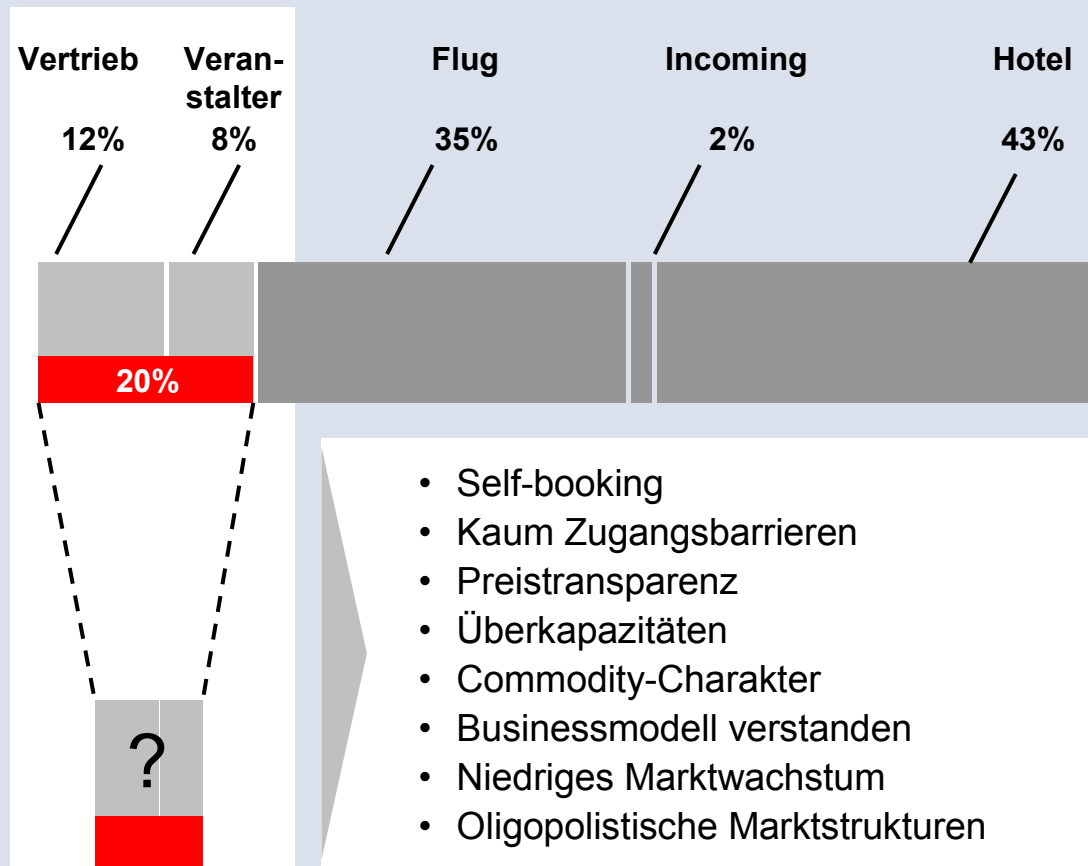 Vertrieb Veran- Flug Incoming Hotel
stalter
12% 8% 35% 2% 43%
20%
• Self-booking
• Kaum Zugangsbarrieren
• Preistransparenz
• Überkapazitäten
• Commodity-Charakter
• Businessmodell verstanden
• Niedriges Marktwachstum
• Oligopolistische Marktstrukturen
?